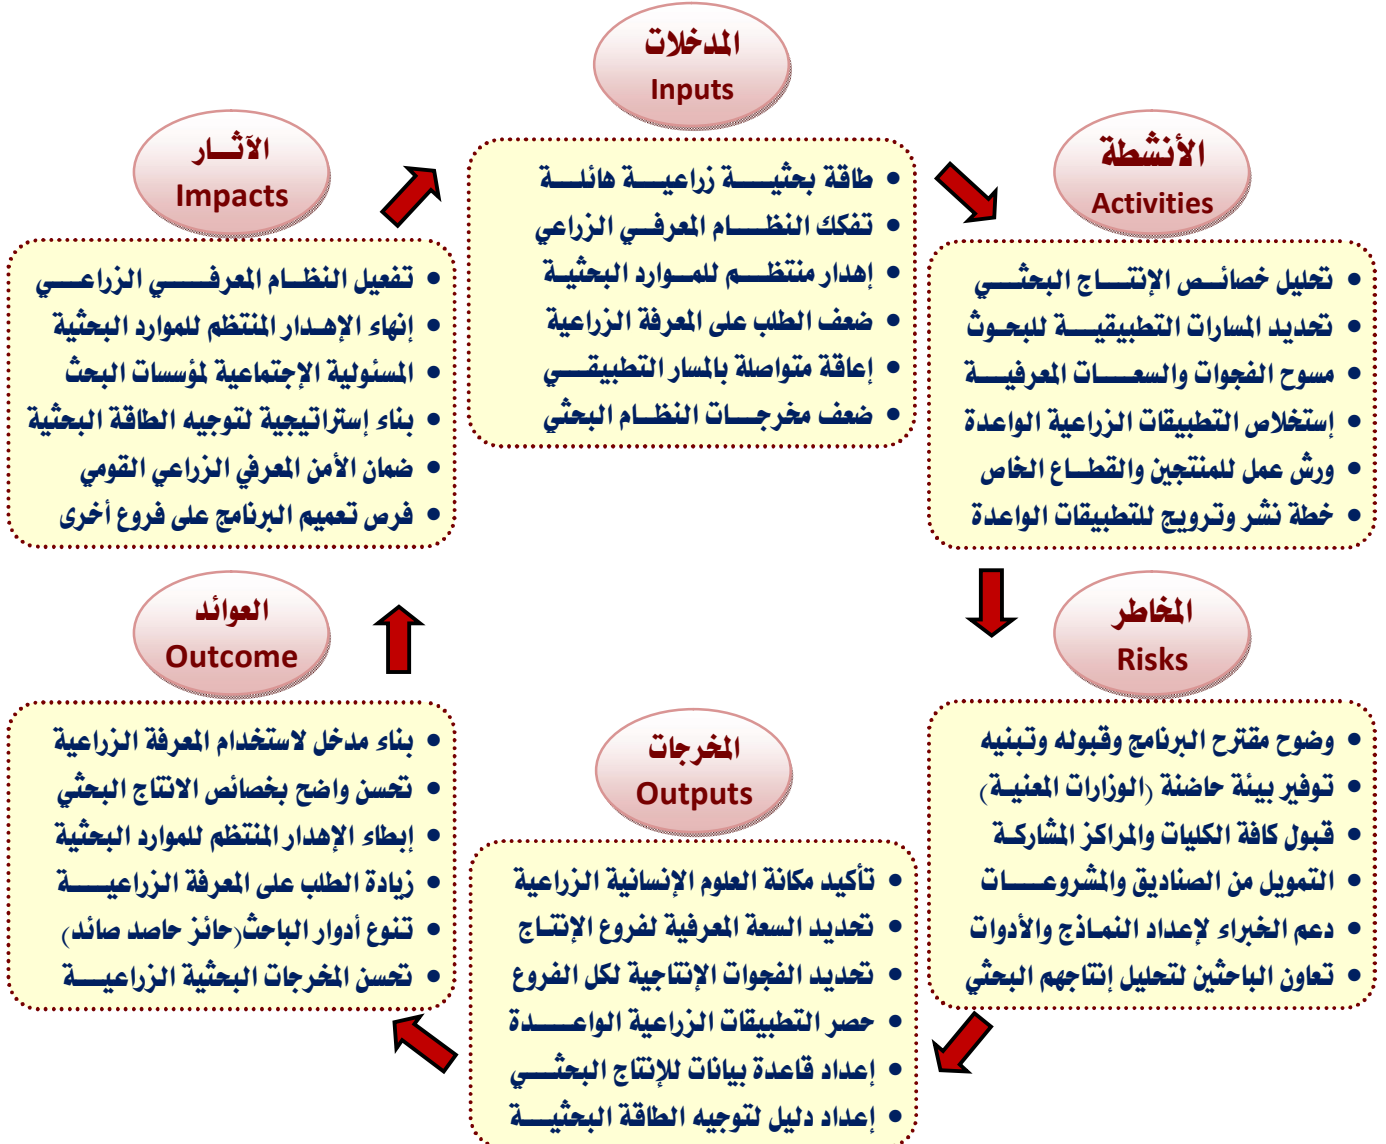 المدخلات
Inputs
• طاقة بحثية زراعية هائلة
• تفكك النظام المعرفي الزراعي
• إهدار منتظم للموارد البحثية
• ضعف الطلب على المعرفة الزراعية
• إعاقة متواصلة بالمسار التطبيقي
• ضعف مخرجات النظام البحثي
الأنشطة
Activities
• تحليل خصائص الإنتاج البحثي
• تحديد المسارات التطبيقية للبحوث
• مسوح الفجوات والسعات المعرفية
• إستخلاص التطبيقات الزراعية الواعدة
• ورش عمل للمنتجين والقطاع الخاص
• خطة نشر وترويج للتطبيقات الواعدة
المخاطر
Risks
• وضوح مقترح البرنامج وقبوله وتبنيه
• توفير بيئة حاضنة (الوزارات المعنية)
• قبول كافة الكليات والمراكز المشاركة
• التمويل من الصناديق والمشروعات
• دعم الخبراء لإعداد النماذج والأدوات
• تعاون الباحثين لتحليل إنتاجهم البحثي
المخرجات
Outputs
• تأكيد مكانة العلوم الإنسانية الزراعية
• تحديد السعة المعرفية لفروع الإنتاج
• تحديد الفجوات الإنتاجية لكل الفروع
• حصر التطبيقات الزراعية الواعدة
• إعداد قاعدة بيانات للإنتاج البحثي
• إعداد دليل لتوجيه الطاقة البحثية
العوائد
Outcome
• بناء مدخل لاستخدام المعرفة الزراعية
• تحسن واضح بخصائص الانتاج البحثي
• إبطاء الإهدار المنتظم للموارد البحثية
• زيادة الطلب على المعرفة الزراعية
• تنوع أدوار الباحث(حائز حاصد صائد)
• تحسن المخرجات البحثية الزراعية
الآثار
Impacts
• تفعيل النظام المعرفي الزراعي
• إنهاء الإهدار المنتظم للموارد البحثية
• المسئولية الإجتماعية لمؤسسات البحث
• بناء إستراتيجية لتوجيه الطاقة البحثية
• ضمان الأمن المعرفي الزراعي القومي
• فرص تعميم البرنامج على فروع أخرى